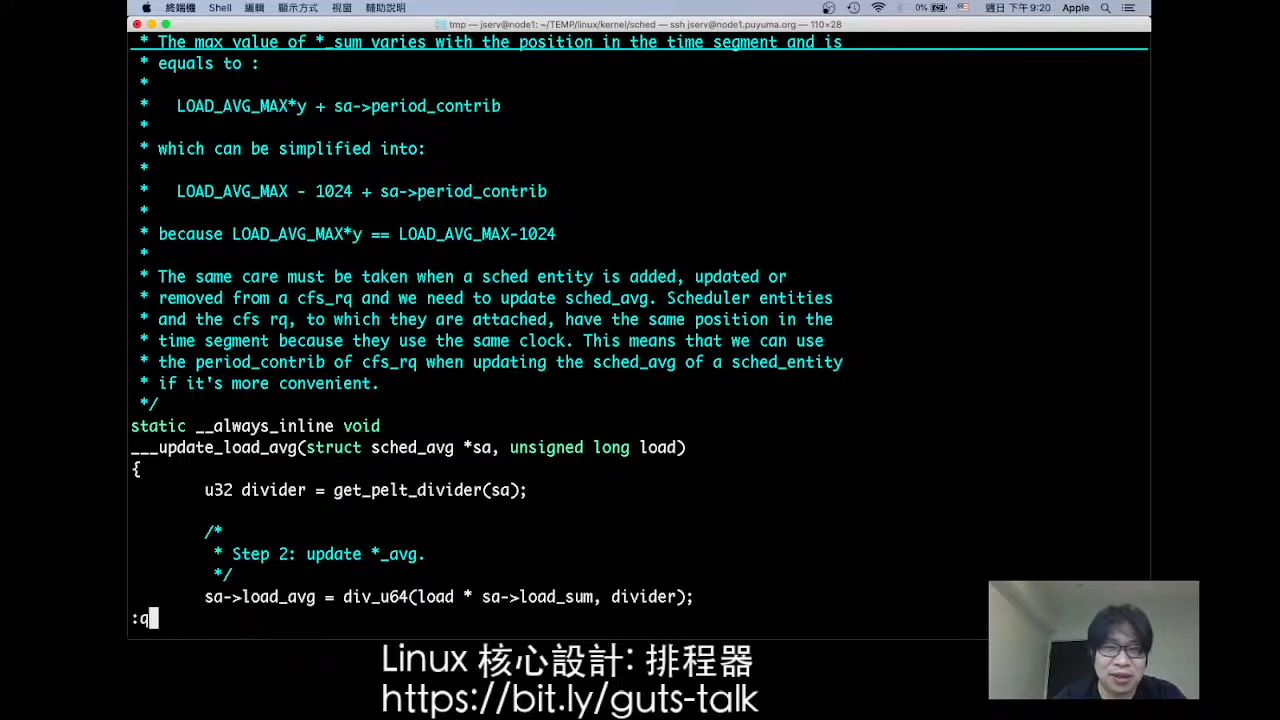 終端機 Shell 編輯 顯示方式 視窗 輔助說明 0% 週日 下午9:20 Apple
tmp — jserv@node1: ~/TEMP/linux/kernel/sched — ssh jserv@node1.puyuma.org — 110×28
* The max value of *_sum varies with the position in the time segment and is
* equals to :
*
*   LOAD_AVG_MAX*y + sa->period_contrib
*
* which can be simplified into:
*
*   LOAD_AVG_MAX - 1024 + sa->period_contrib
*
* because LOAD_AVG_MAX*y == LOAD_AVG_MAX-1024
*
* The same care must be taken when a sched entity is added, updated or
* removed from a cfs_rq and we need to update sched_avg. Scheduler entities
* and the cfs rq, to which they are attached, have the same position in the
* time segment because they use the same clock. This means that we can use
* the period_contrib of cfs_rq when updating the sched_avg of a sched_entity
* if it's more convenient.
*/
static __always_inline void
___update_load_avg(struct sched_avg *sa, unsigned long load)
{
u32 divider = get_pelt_divider(sa);
/*
* Step 2: update *_avg.
*/
sa->load_avg = div_u64(load * sa->load_sum, divider);
:q
Linux 核心設計: 排程器
https://bit.ly/guts-talk